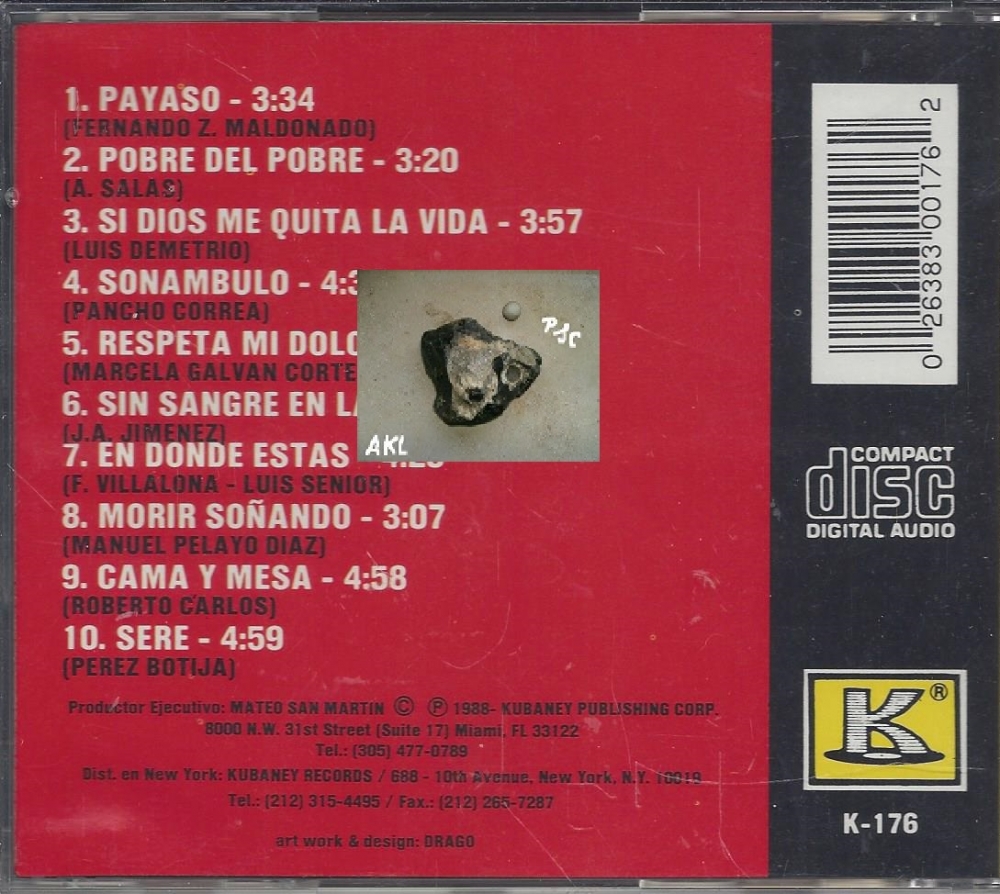 1. PAYASO - 3:34
(FERNANDO Z. MALDONADO)
2. POBRE DEL POBRE - 3:20
(A. SALAS)
3. SI DIOS ME QUITA LA VIDA - 3:57
(LUIS DEMETRIO)
4. SONAMBULO -
(PANCHO CORREA)
5. RESPETA MI
(MARCELA GALVAN
6. SIN SANGRE EN
(J.A. JIMENEZ)
7. EN DONDE ESTAS -
(F. VILLALONA - LUIS SENIOR)
8. MORIR SOÑANDO - 3:07
(MANUEL PELAYO DIAZ)
9. CAMA Y MESA - 4:58
(ROBERTO CARLOS)
10. SERE - 4:59
(PEREZ BOTIJA)
PJC
AKL
Productor Ejecutivo: MATEO SAN MARTIN © ℗ 1988- KUBANEY PUBLISHING CORP.
8000 N.W. 31st Street (Suite 17) Miami, FL 33122
Tel.: (305) 477-0789
Dist. en New York: KUBANEY RECORDS / 688 - 10th Avenue, New York, N.Y. 10019
Tel.: (212) 315-4495 / Fax.: (212) 265-7287
art work & design: DRAGO
0 26383 00176 2
COMPACT
disc
DIGITAL AUDIO
K®
K-176